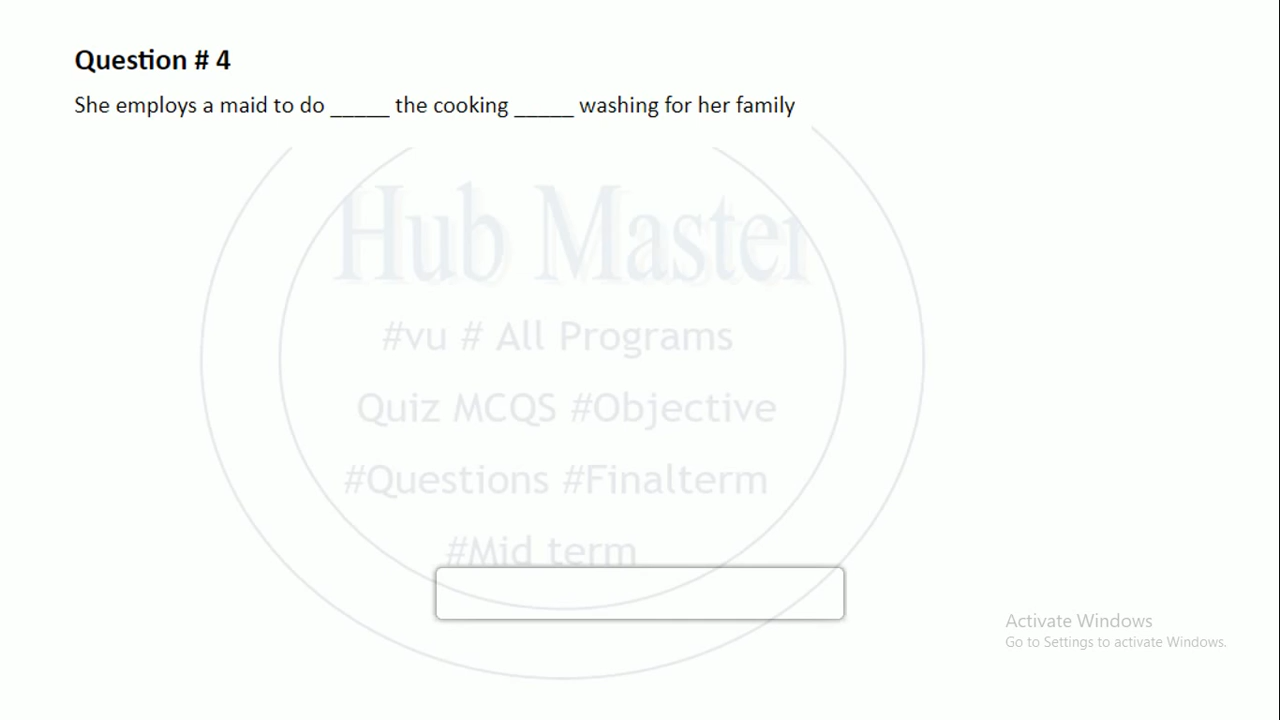 Question # 4
She employs a maid to do _____ the cooking _____ washing for her family
Hub Master
#vu # All Programs
Quiz MCQS #Objective
#Questions #Finalterm
#Mid term
Activate Windows
Go to Settings to activate Windows.